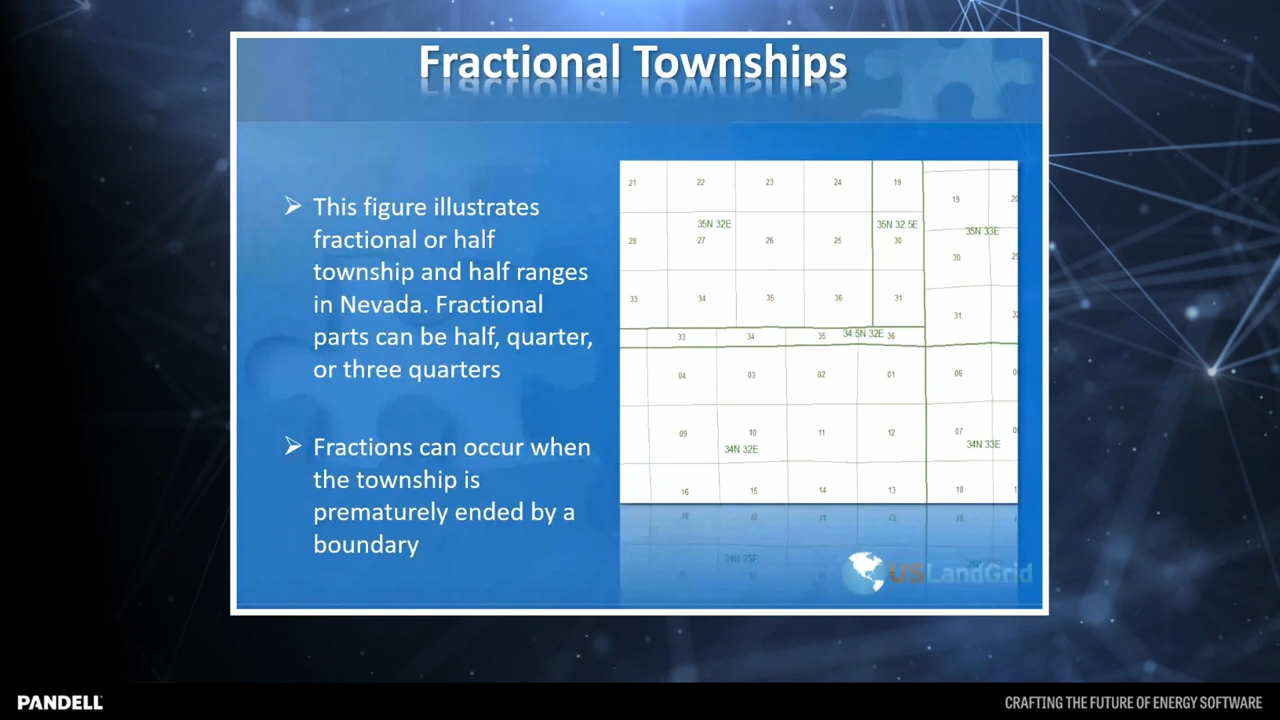 Fractional Townships
➢ This figure illustrates
fractional or half
township and half ranges
in Nevada. Fractional
parts can be half, quarter,
or three quarters
➢ Fractions can occur when
the township is
prematurely ended by a
boundary
21 22 23 24 19
19 20
35N 32E 35N 32.5E 35N 33E
28 27 26 25 30
30 29
33 34 35 36 31
31 32
33 34 35 34.5N 32E 36
04 03 02 01 06
09 10 11 12 07
34N 32E 34N 33E
16 15 14 13 18
USLandGrid
PANDELL
CRAFTING THE FUTURE OF ENERGY SOFTWARE